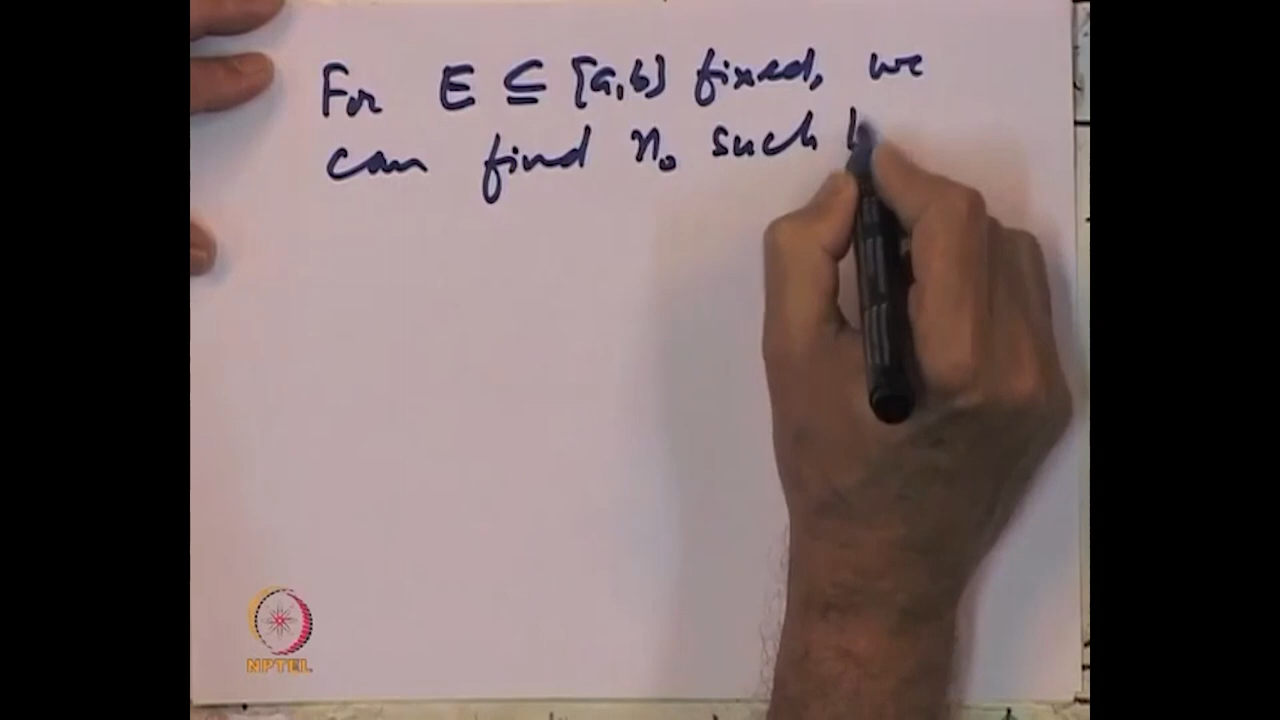 For E ⊆ [a,b] fixed, we
can find n₀ such
NPTEL